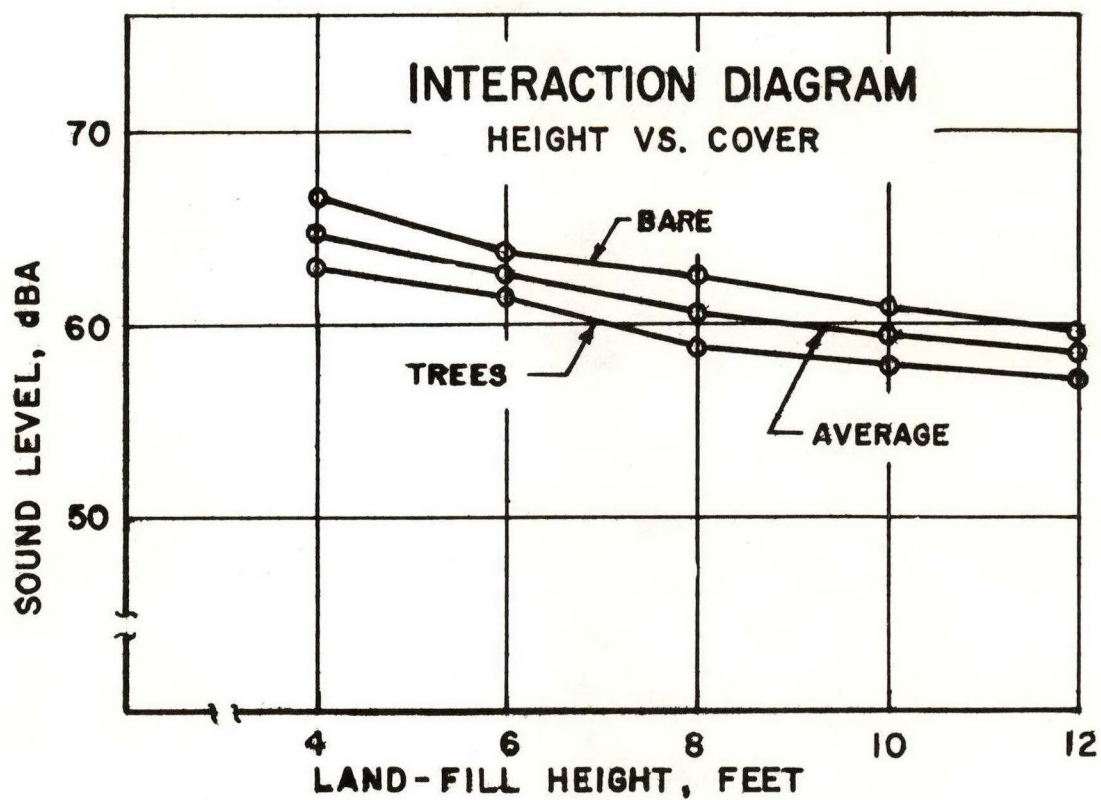 INTERACTION DIAGRAM
HEIGHT VS. COVER
70
BARE
60
TREES
AVERAGE
50
SOUND LEVEL, dBA
4 6 8 10 12
LAND-FILL HEIGHT, FEET